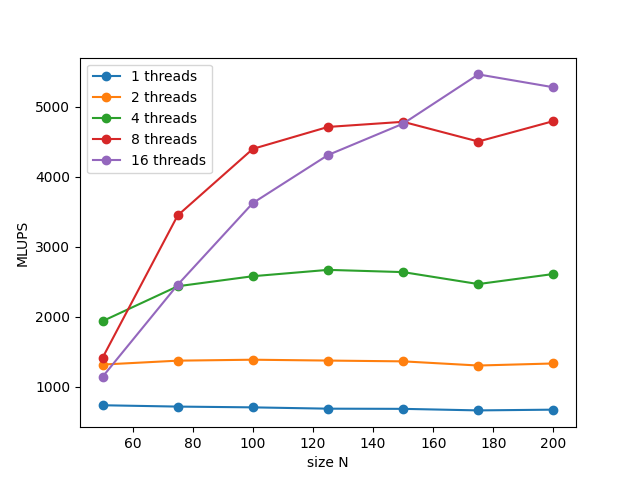 1 threads
2 threads
4 threads
8 threads
16 threads
5000
4000
3000
2000
1000
MLUPS
60 80 100 120 140 160 180 200
size N